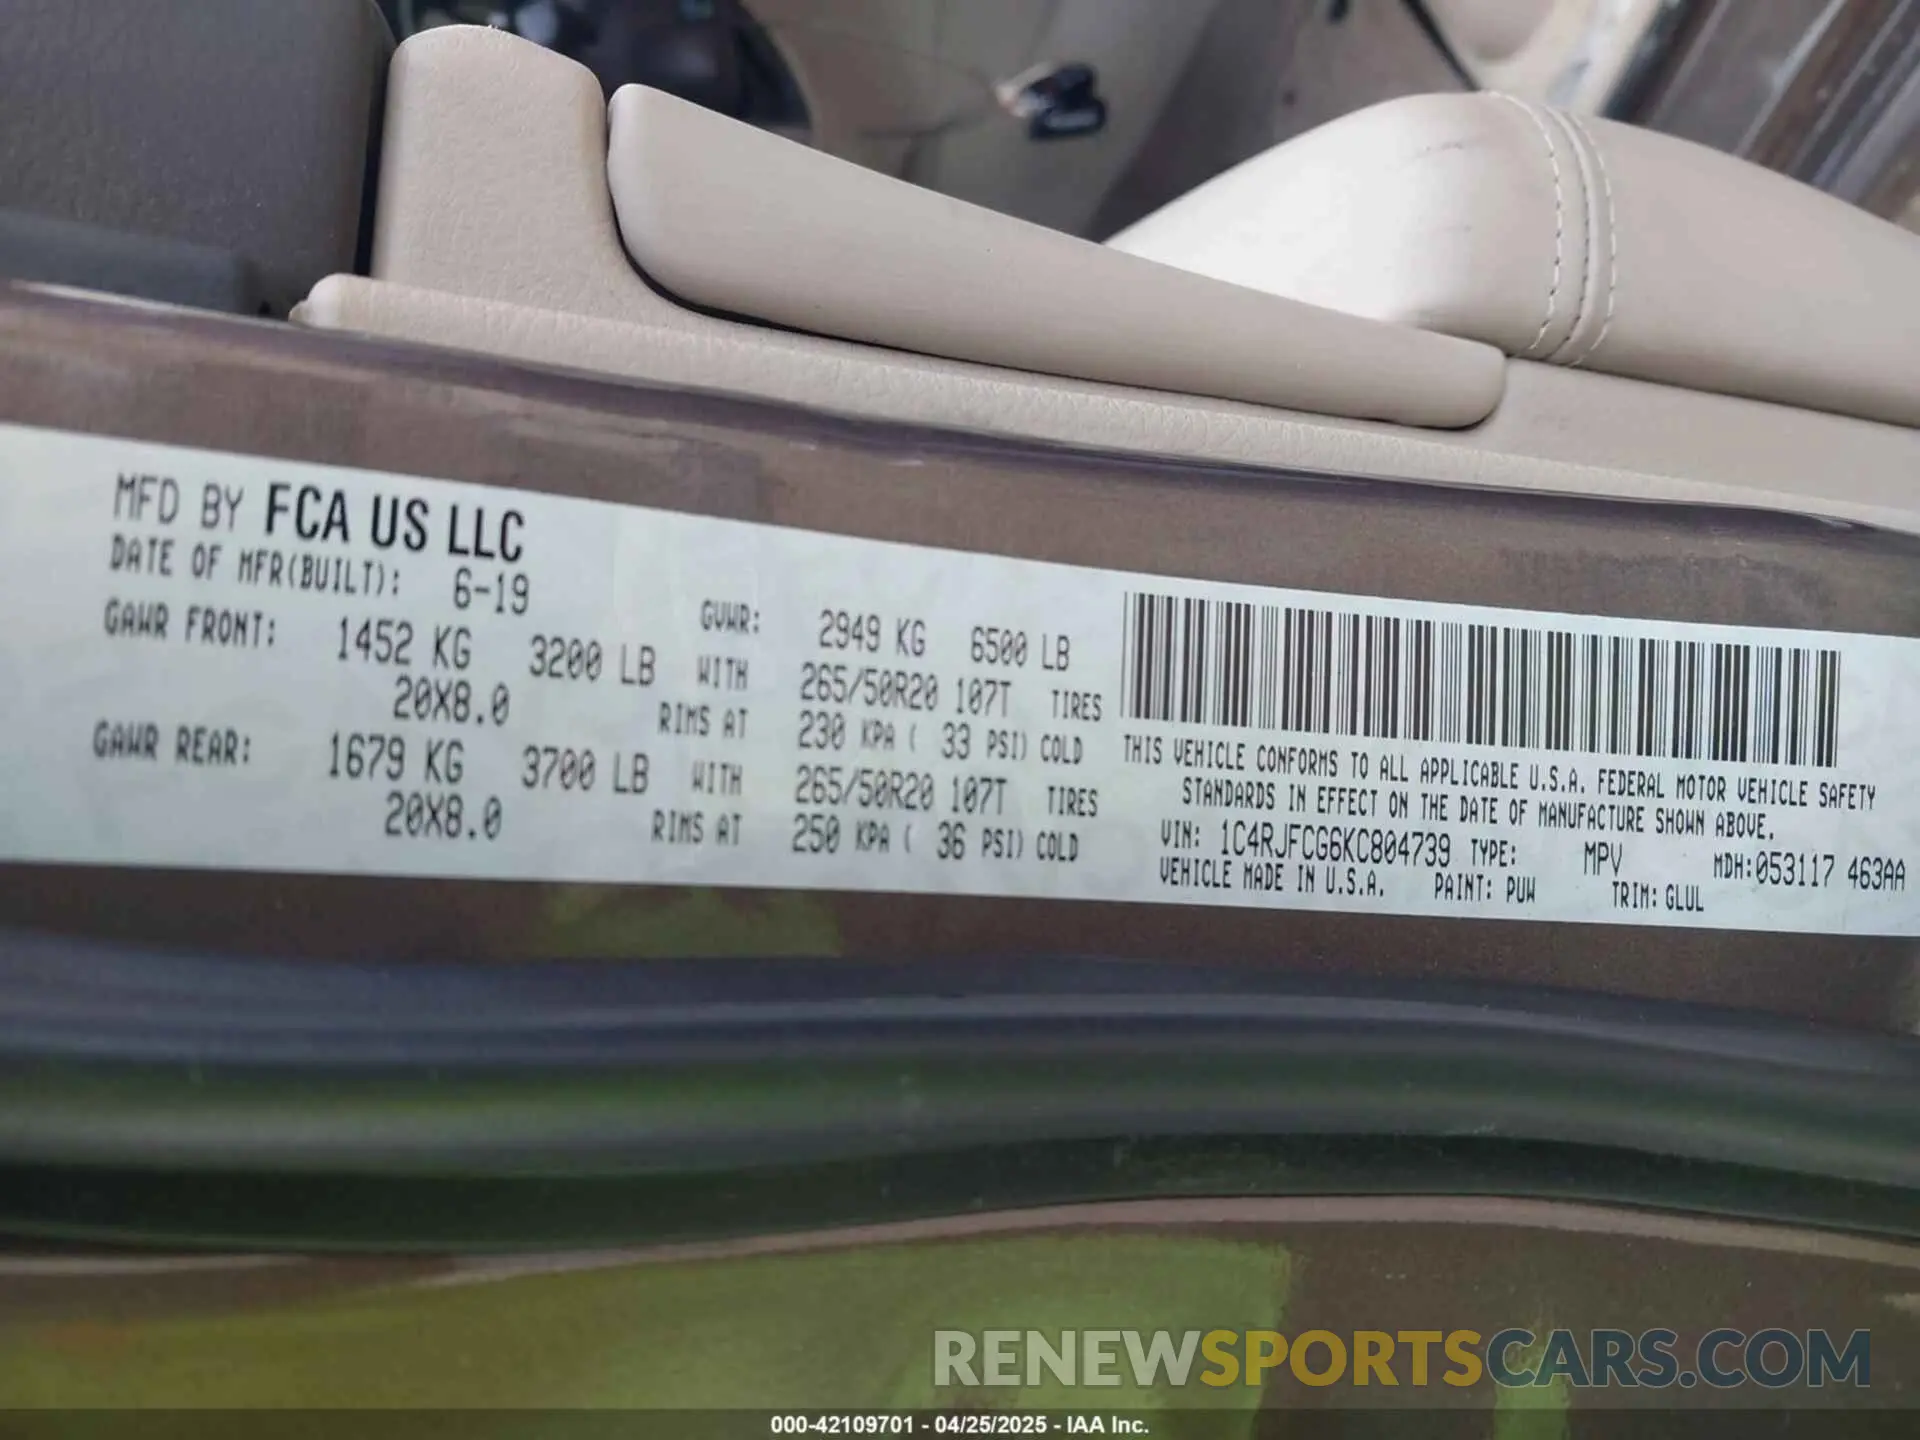 MFD BY FCA US LLC
DATE OF MFR(BUILT): 6-19
GVWR: 2949 KG 6500 LB
GAWR FRONT: 1452 KG 3200 LB WITH 265/50R20 107T TIRES
20X8.0 RIMS AT 230 KPA ( 33 PSI) COLD
GAWR REAR: 1679 KG 3700 LB WITH 265/50R20 107T TIRES
20X8.0 RIMS AT 250 KPA ( 36 PSI) COLD
THIS VEHICLE CONFORMS TO ALL APPLICABLE U.S.A. FEDERAL MOTOR VEHICLE SAFETY
STANDARDS IN EFFECT ON THE DATE OF MANUFACTURE SHOWN ABOVE.
VIN: 1C4RJFCG6KC804739 TYPE: MPV MDH:053117 463AA
VEHICLE MADE IN U.S.A. PAINT: PUW TRIM: GLUL
RENEWSPORTSCARS.COM
000-42109701 - 04/25/2025 - IAA Inc.